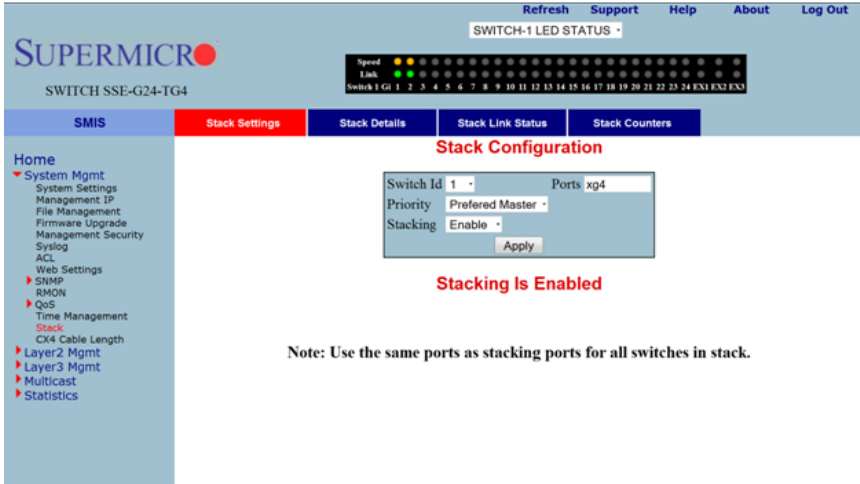 Refresh Support Help About Log Out
SWITCH-1 LED STATUS
SUPERMICRO
SWITCH SSE-G24-TG4
Speed
Link
Switch 1 Gi 1 2 3 4 5 6 7 8 9 10 11 12 13 14 15 16 17 18 19 20 21 22 23 24 EX1 EX2 EX3
SMIS Stack Settings Stack Details Stack Link Status Stack Counters
Home
System Mgmt
System Settings
Management IP
File Management
Firmware Upgrade
Management Security
Syslog
ACL
Web Settings
SNMP
RMON
QoS
Time Management
Stack
CX4 Cable Length
Layer2 Mgmt
Layer3 Mgmt
Multicast
Statistics
Stack Configuration
Switch Id 1 Ports xg4
Priority Prefered Master
Stacking Enable
Apply
Stacking Is Enabled
Note: Use the same ports as stacking ports for all switches in stack.